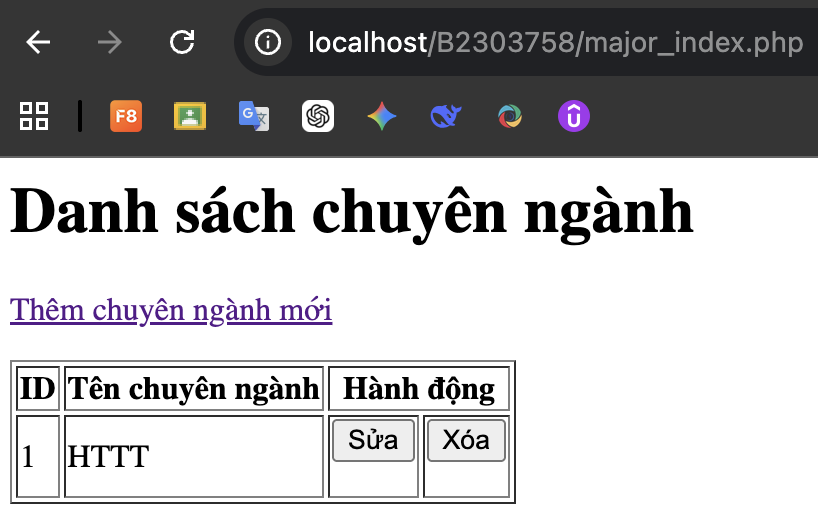 localhost/B2303758/major_index.php
F8
G
Danh sách chuyên ngành
Thêm chuyên ngành mới
ID Tên chuyên ngành Hành động
1 HTTT Sửa Xóa